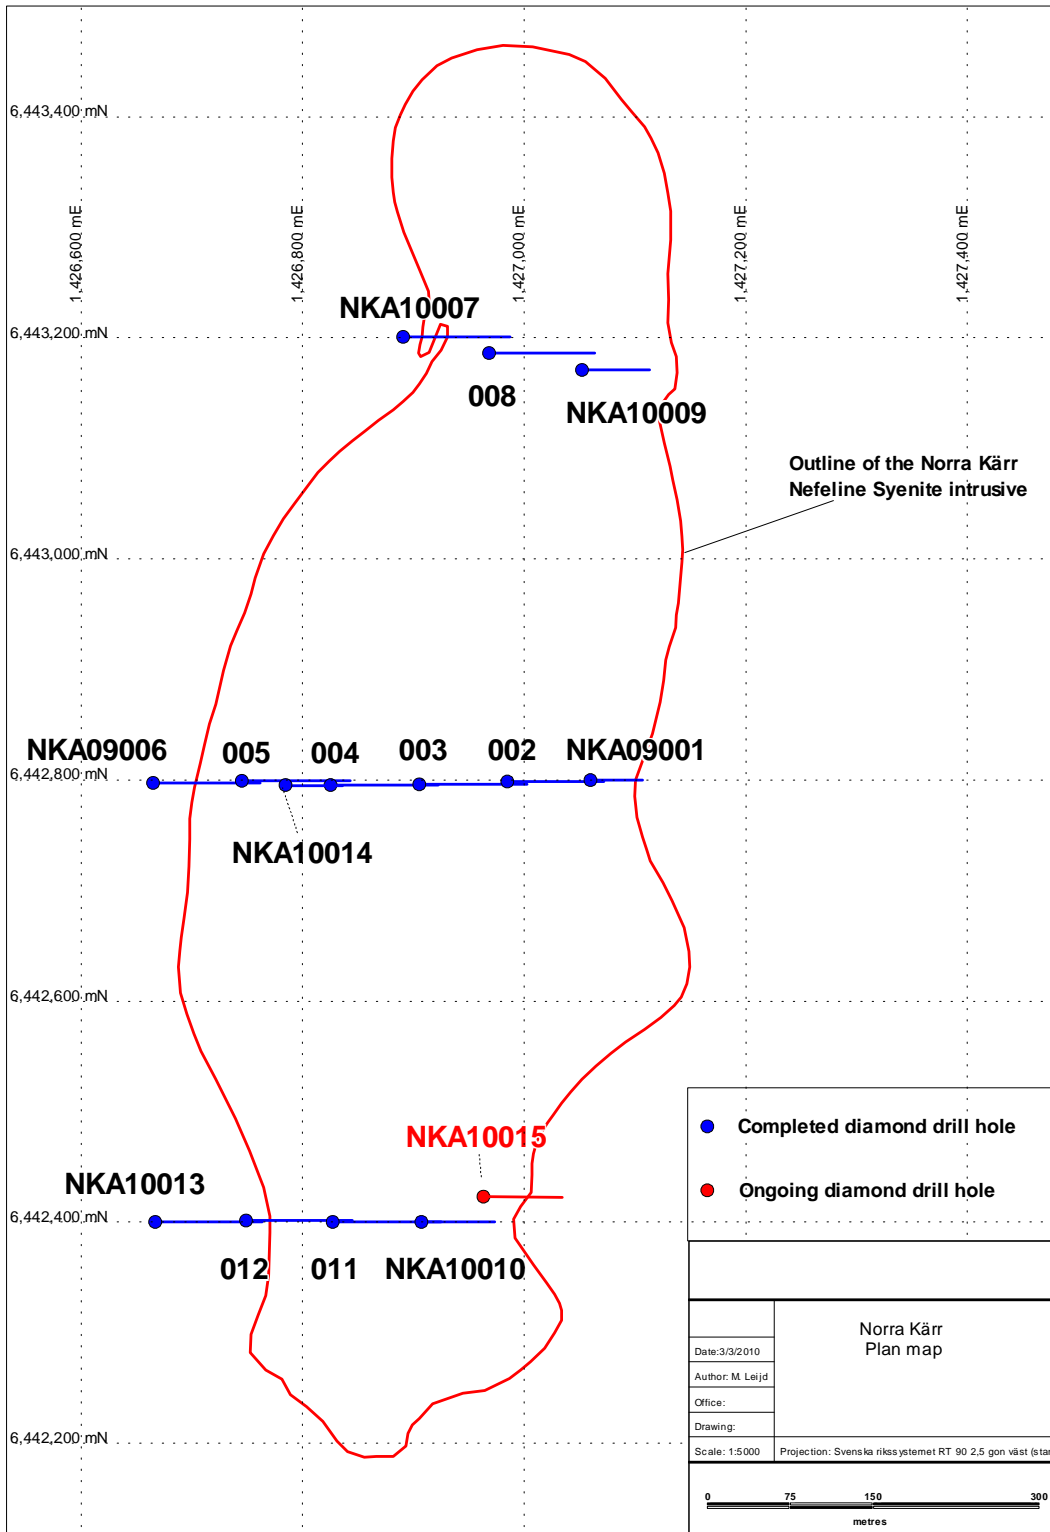 6,443,400 mN
1,426,600 mE
1,426,800 mE
1,427,000 mE
1,427,200 mE
1,427,400 mE
NKA10007
6,443,200 mN
008
NKA10009
Outline of the Norra Kärr
Nefeline Syenite intrusive
6,443,000 mN
NKA09006
005
004
003
002
NKA09001
6,442,800 mN
NKA10014
6,442,600 mN
Completed diamond drill hole
NKA10015
Ongoing diamond drill hole
NKA10013
6,442,400 mN
012
011
NKA10010
Norra Kärr
Plan map
Date:3/3/2010
Author: M. Leijd
Office:
Drawing:
Scale: 1:5000
Projection: Svenska rikssystemet RT 90 2,5 gon väst (star
6,442,200 mN
0 75 150 300
metres